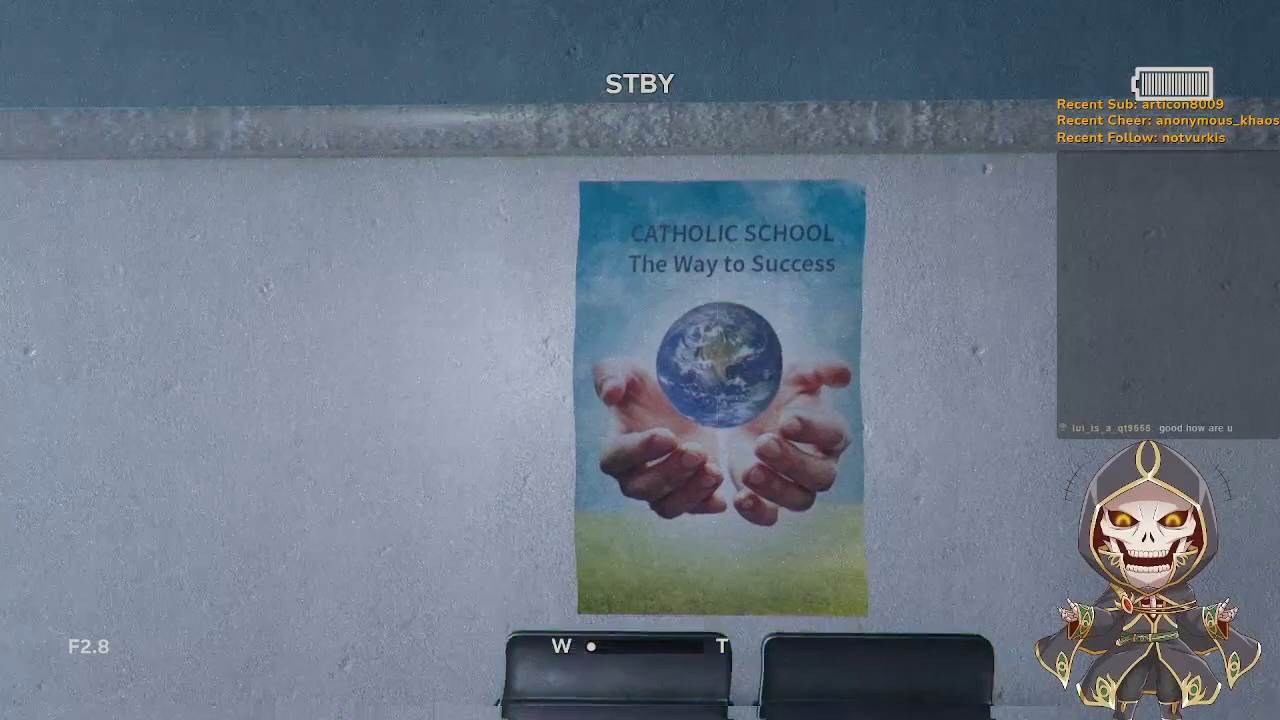 STBY
Recent Sub: articon8009
Recent Cheer: anonymous_khaos
Recent Follow: notvurkis
CATHOLIC SCHOOL
The Way to Success
lui_is_a_qt9555: good how are u
F2.8
W T